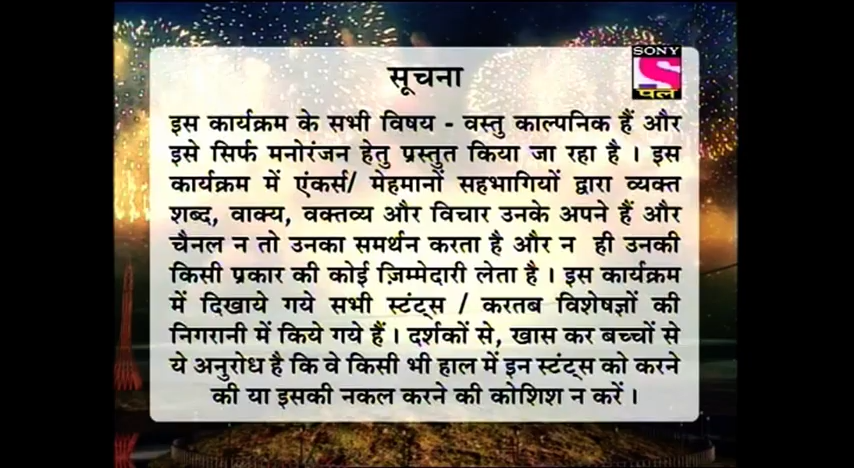 SONY
S
पल
सूचना
इस कार्यक्रम के सभी विषय - वस्तु काल्पनिक हैं और
इसे सिर्फ मनोरंजन हेतु प्रस्तुत किया जा रहा है । इस
कार्यक्रम में एंकर्स/ मेहमानों सहभागियों द्वारा व्यक्त
शब्द, वाक्य, वक्तव्य और विचार उनके अपने हैं और
चैनल न तो उनका समर्थन करता है और न ही उनकी
किसी प्रकार की कोई ज़िम्मेदारी लेता है । इस कार्यक्रम
में दिखाये गये सभी स्टंट्स / करतब विशेषज्ञों की
निगरानी में किये गये हैं । दर्शकों से, खास कर बच्चों से
ये अनुरोध है कि वे किसी भी हाल में इन स्टंट्स को करने
की या इसकी नकल करने की कोशिश न करें ।